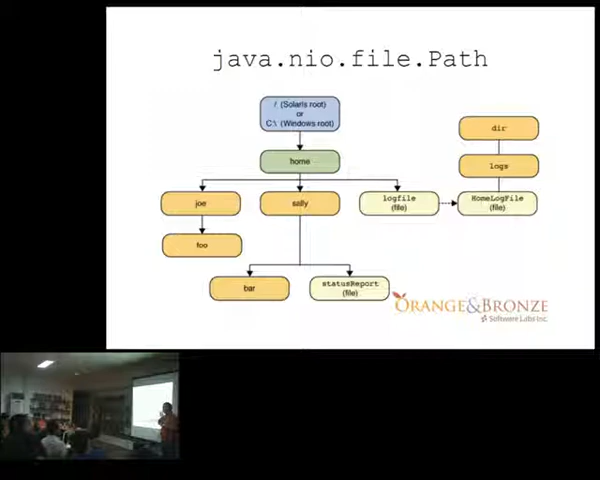 java.nio.file.Path
/ (Solaris root)
or
C:\ (Windows root)
dir
home
logs
joe
sally
logfile
(file)
HomeLogFile
(file)
foo
bar
statusReport
(file)
ORANGE&BRONZE
Software Labs Inc.